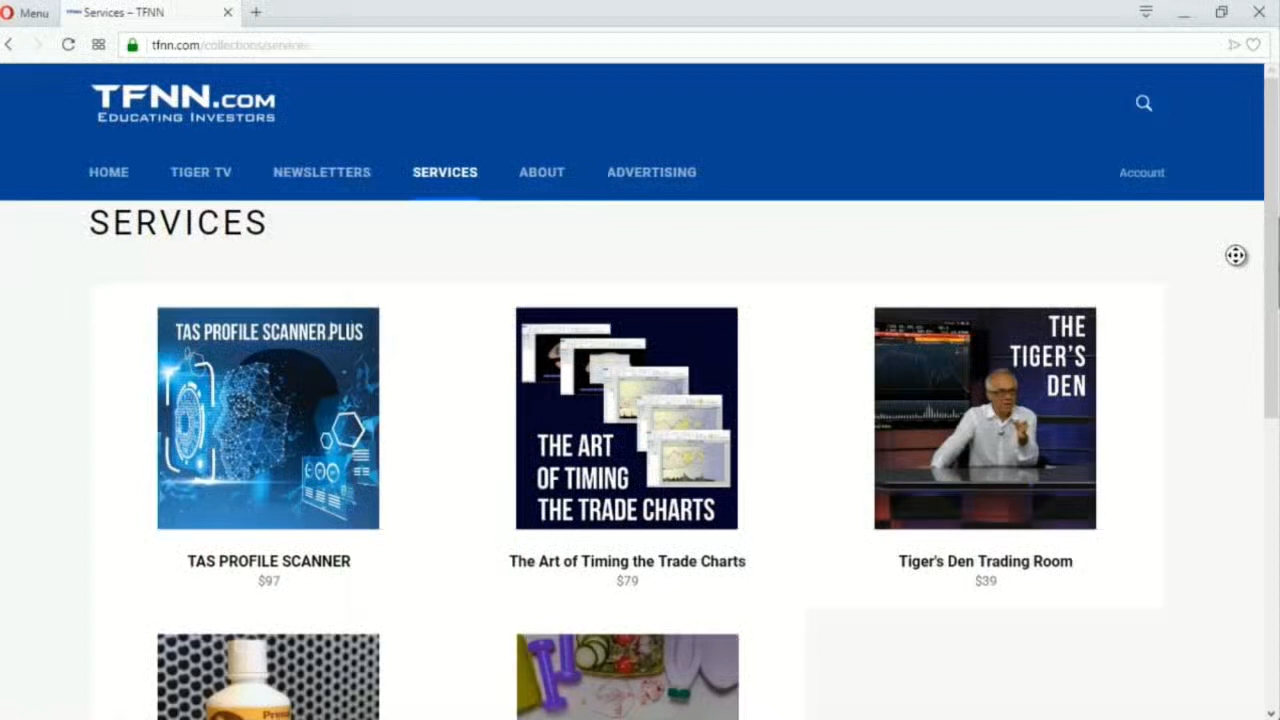 Menu
Services – TFNN
tfnn.com/collections/services
TFNN.COM
EDUCATING INVESTORS
HOME TIGER TV NEWSLETTERS SERVICES ABOUT ADVERTISING Account
SERVICES
TAS PROFILE SCANNER PLUS
THE ART
OF TIMING
THE TRADE CHARTS
THE
TIGER'S
DEN
TAS PROFILE SCANNER
$97
The Art of Timing the Trade Charts
$79
Tiger's Den Trading Room
$39